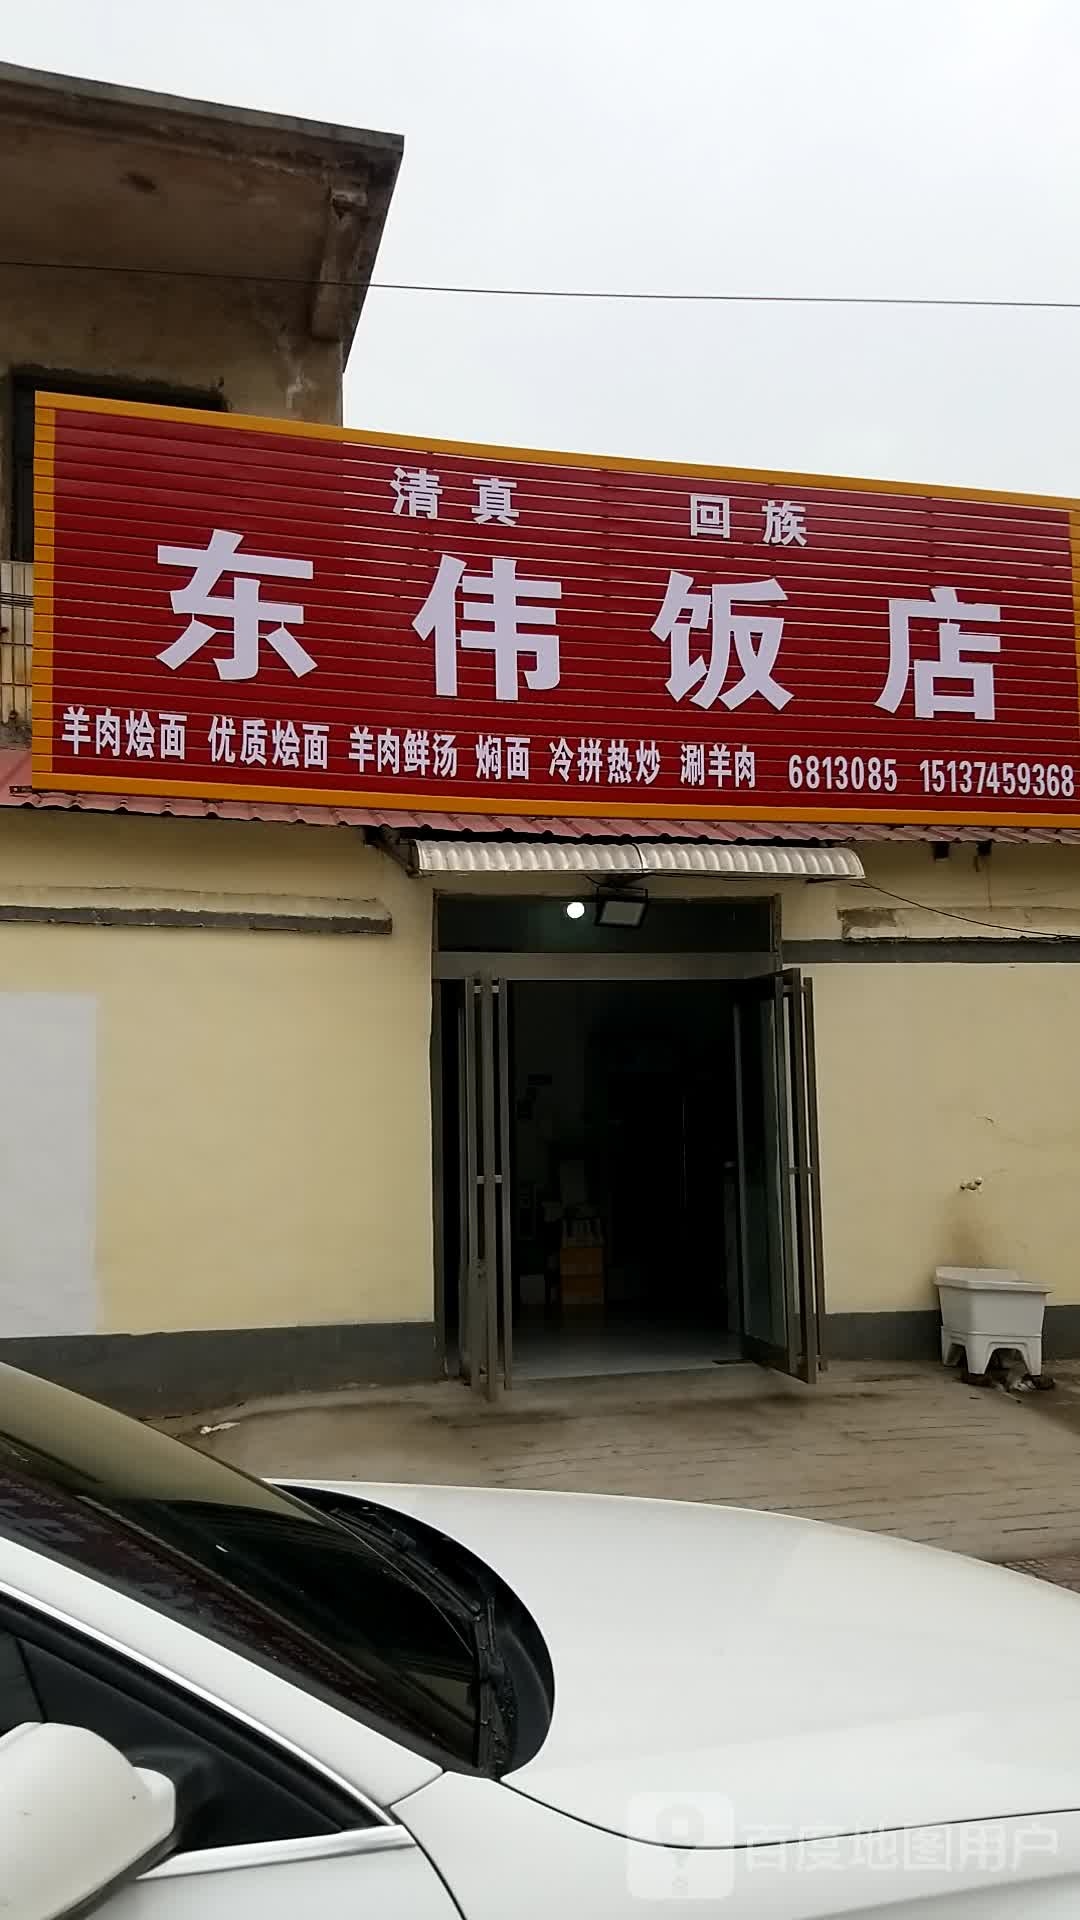 清真 回族
东伟饭店
羊肉烩面 优质烩面 羊肉鲜汤 焖面 冷拼热炒 涮羊肉 6813085 15137459368
百度地图用户